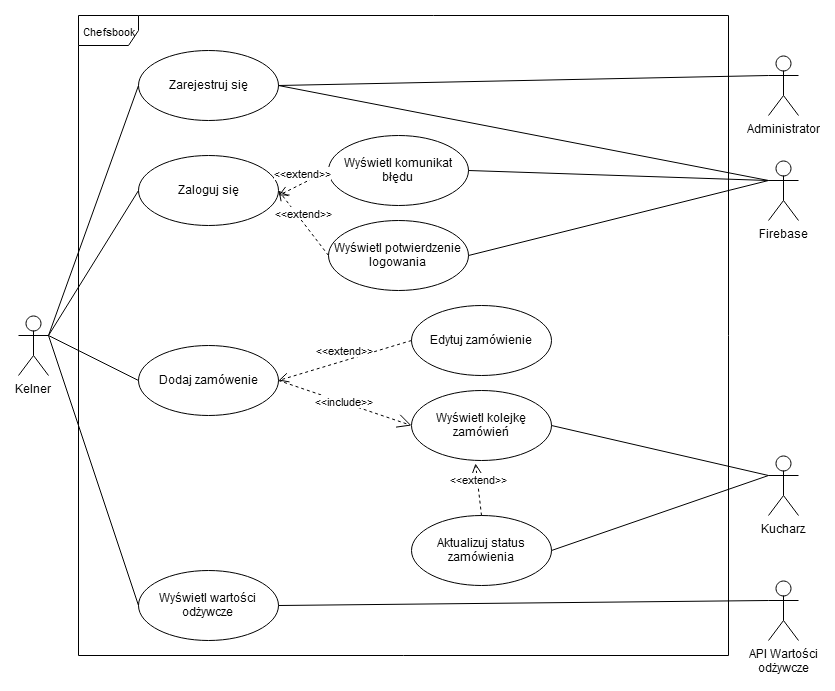 Chefsbook
Zarejestruj się
Administrator
Wyświetl komunikat
błędu
<<extend>>
Zaloguj się
<<extend>>
Firebase
Wyświetl potwierdzenie
logowania
Edytuj zamówienie
<<extend>>
Kelner
Dodaj zamówenie
<<include>>
Wyświetl kolejkę
zamówień
<<extend>>
Kucharz
Aktualizuj status
zamówienia
Wyświetl wartości
odżywcze
API Wartości
odżywcze